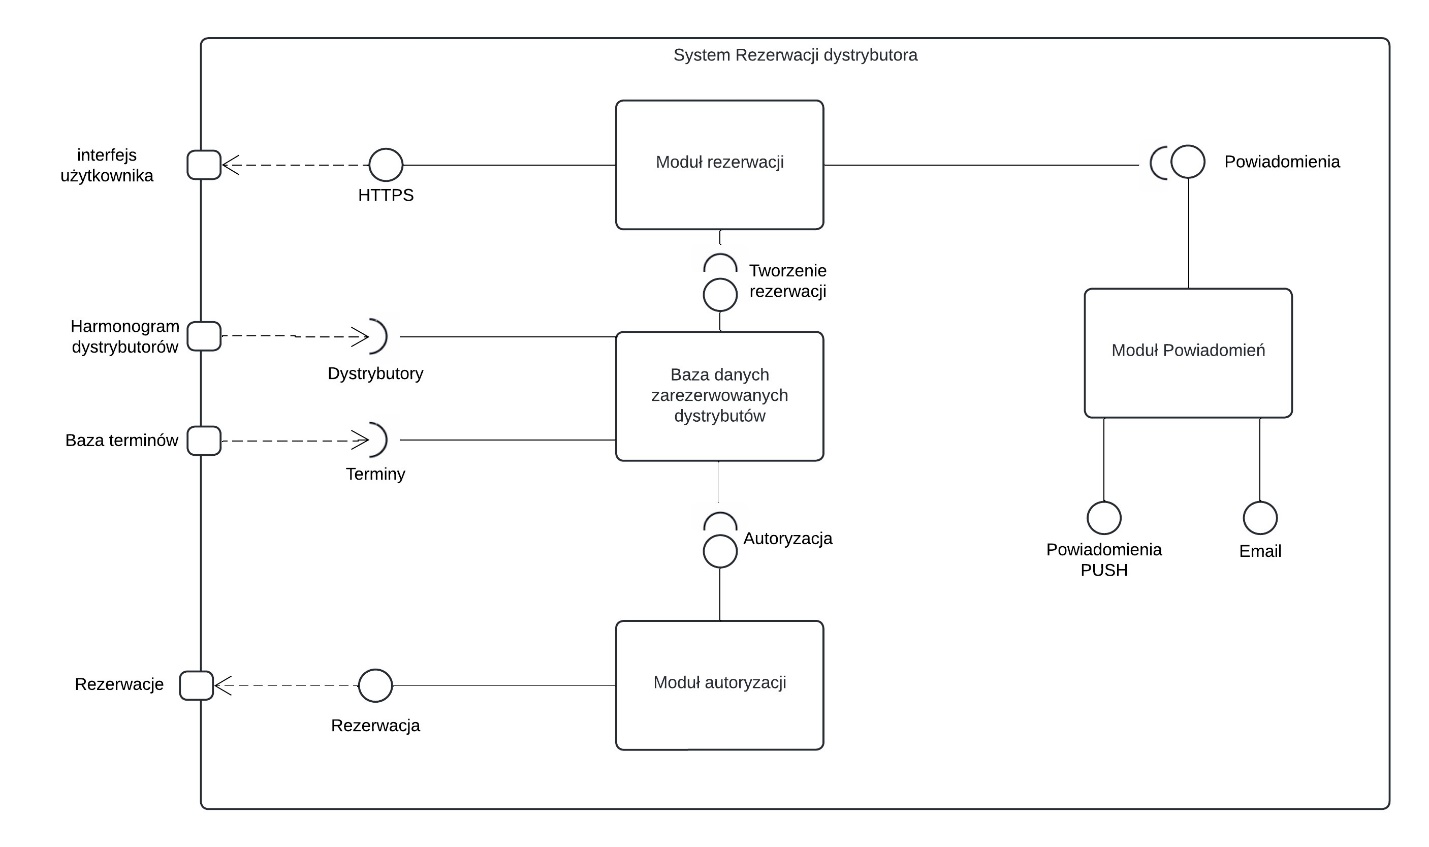 System Rezerwacji dystrybutora
interfejs
użytkownika
HTTPS
Moduł rezerwacji
Powiadomienia
Tworzenie
rezerwacji
Harmonogram
dystrybutorów
Dystrybutory
Baza danych
zarezerwowanych
dystrybutów
Moduł Powiadomień
Baza terminów
Terminy
Autoryzacja
Powiadomienia
PUSH
Email
Rezerwacje
Rezerwacja
Moduł autoryzacji